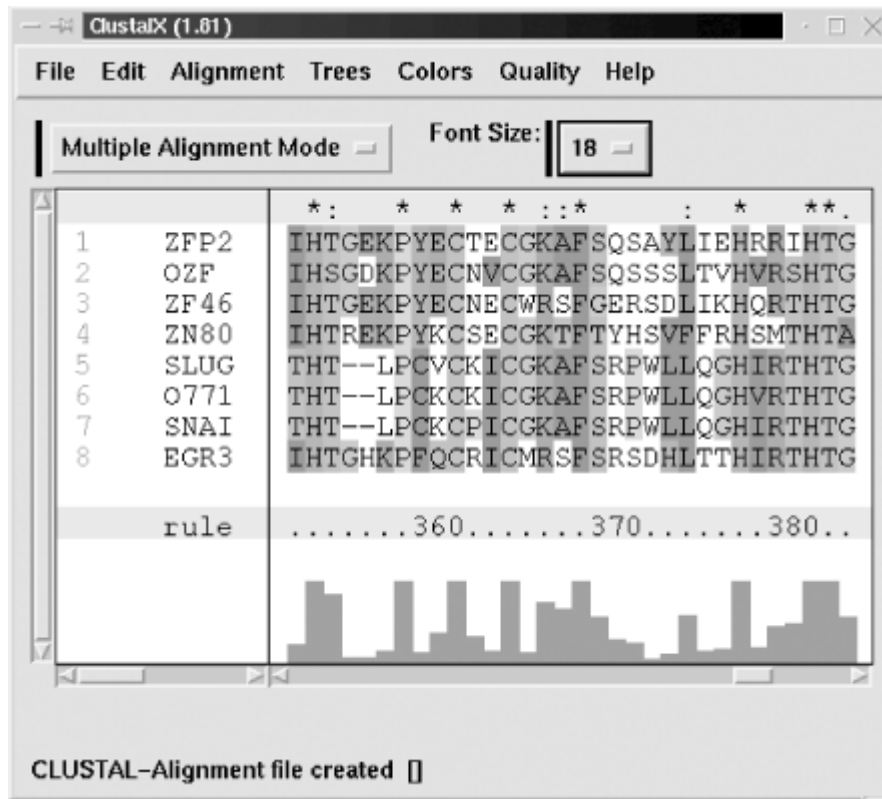 ClustalX (1.81)
File Edit Alignment Trees Colors Quality Help
Multiple Alignment Mode Font Size: 18
*: * * * ::* : * **.
1 ZFP2 IHTGEKPYECTECGKAFSQSAYLIEHRRIHTG
2 OZF IHSGDKPYECNVCGKAFSQSSSLTVHVRSHTG
3 ZF46 IHTGEKPYECNECWRSFGERSDLIKHQRTHTG
4 ZN80 IHTREKPYKCSECGKTFTYHSVFFRHSMTHTA
5 SLUG THT--LPCVCKICGKAFSRPWLLQGHIRTHTG
6 O771 THT--LPCKCKICGKAFSRPWLLQGHVRTHTG
7 SNAI THT--LPCKCPICGKAFSRPWLLQGHIRTHTG
8 EGR3 IHTGHKPFQCRICMRSFSRSDHLTTHIRTHTG
rule .......360.......370.......380..
CLUSTAL-Alignment file created []